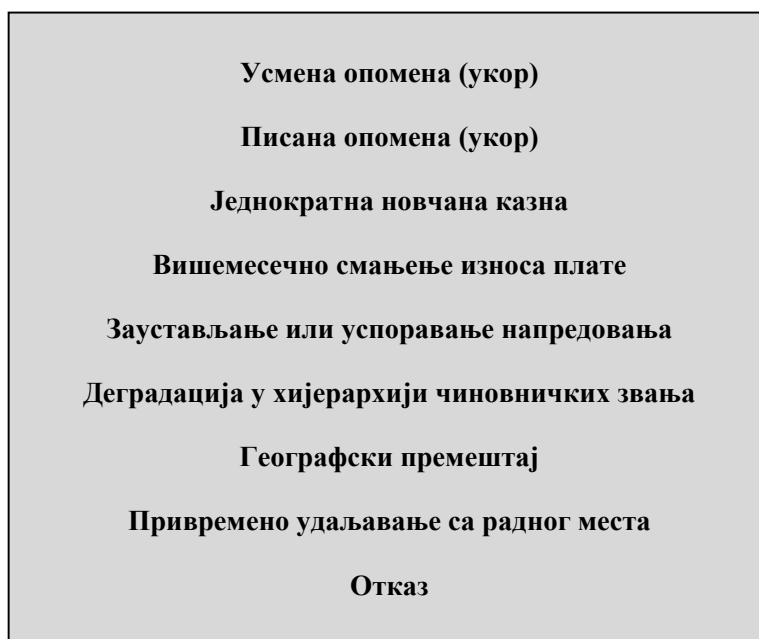 Усмена опомена (укор)
Писана опомена (укор)
Једнократна новчана казна
Вишемесечно смањење износа плате
Заустављање или успоравање напредовања
Деградација у хијерархији чиновничких звања
Географски премештај
Привремено удаљавање са радног места
Отказ